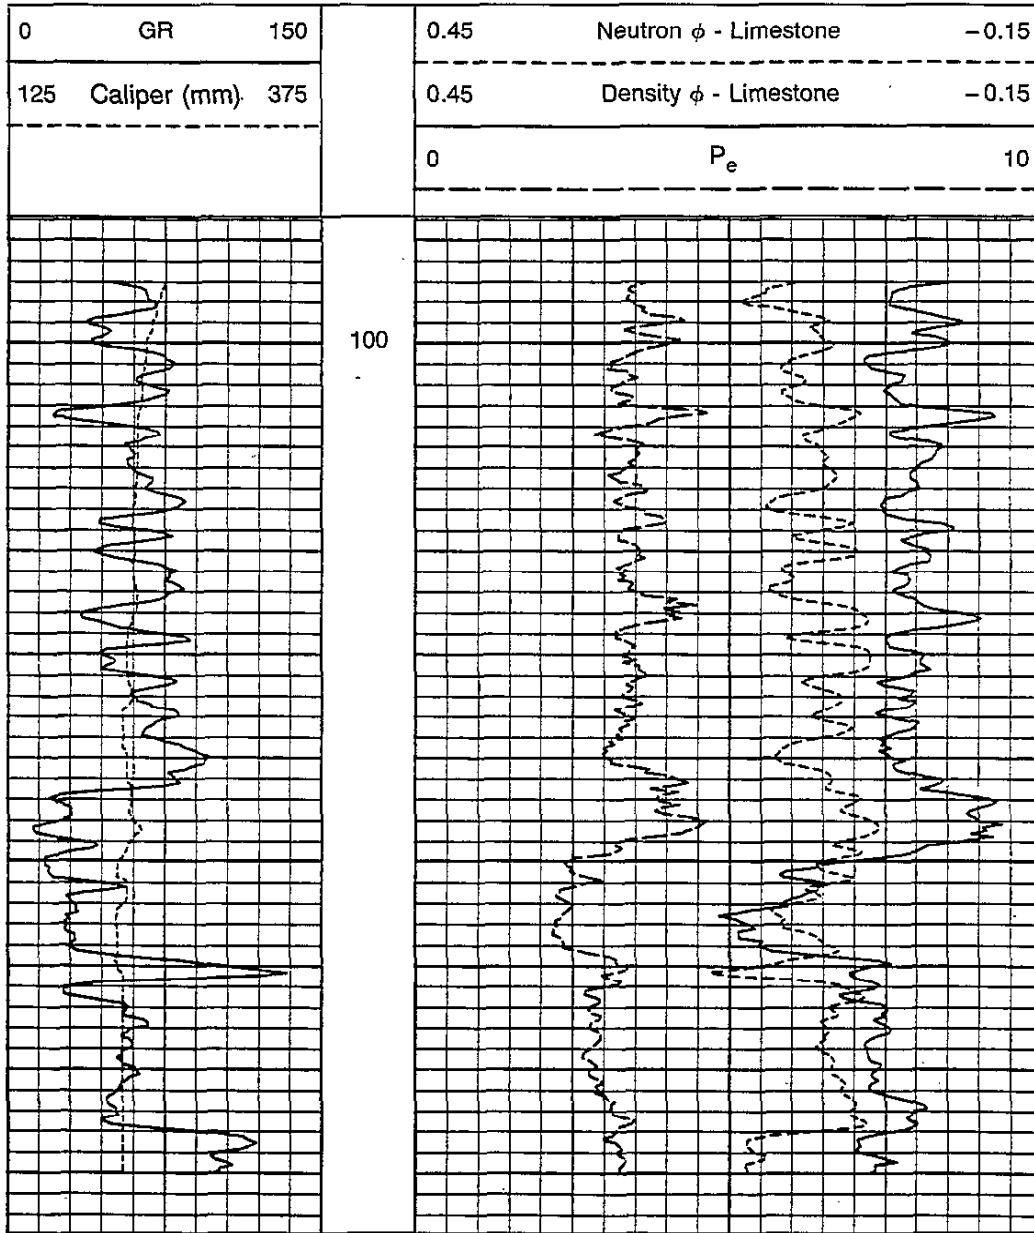 0 GR 150
125 Caliper (mm) 375
0.45 Neutron ϕ - Limestone −0.15
0.45 Density ϕ - Limestone −0.15
0 Pe 10
100